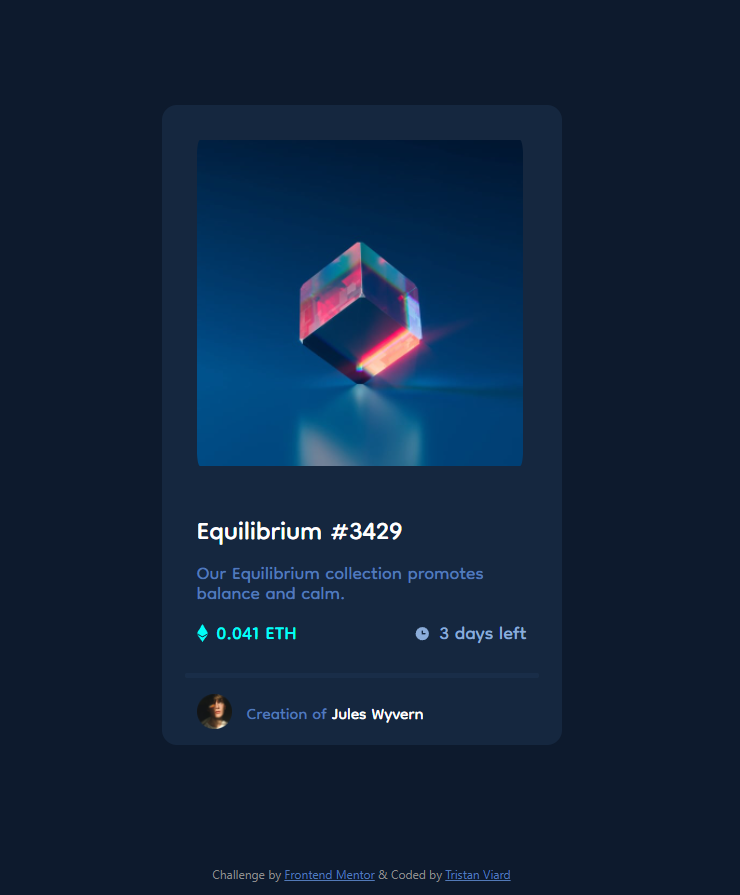 Equilibrium #3429
Our Equilibrium collection promotes
balance and calm.
0.041 ETH
3 days left
Creation of Jules Wyvern
Challenge by Frontend Mentor & Coded by Tristan Viard